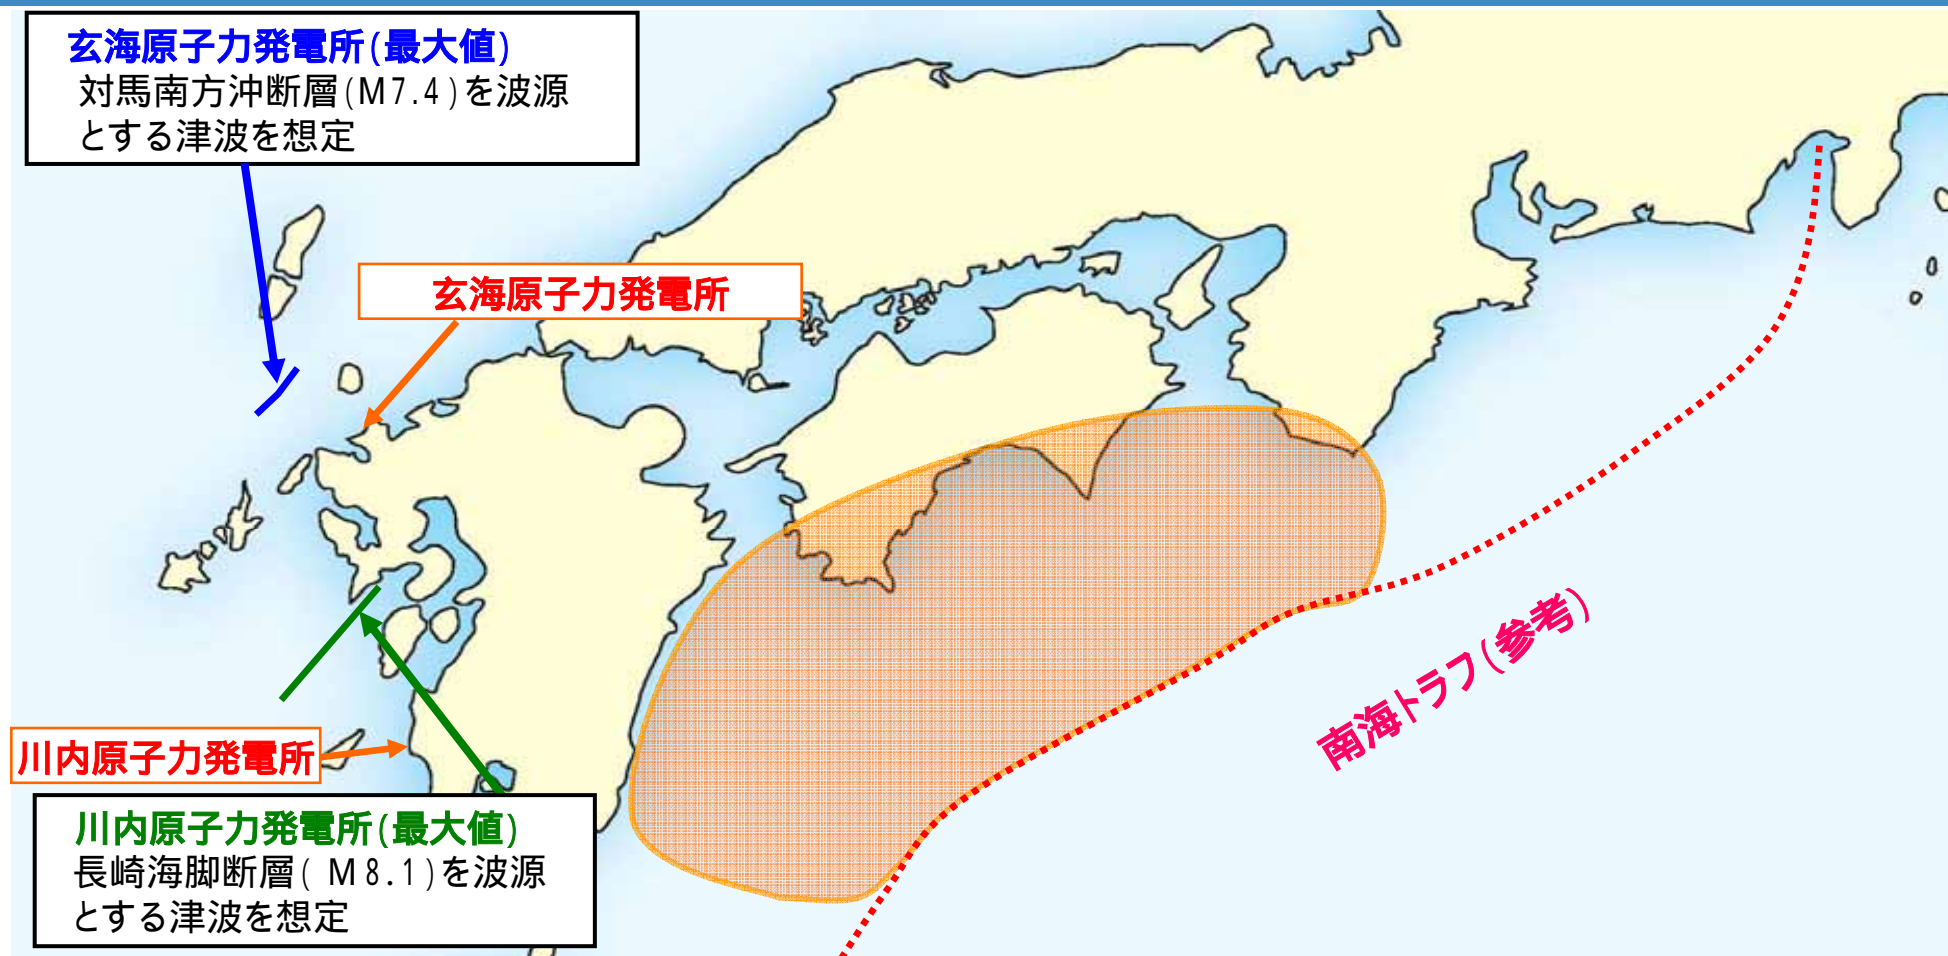 玄海原子力発電所(最大値)
対馬南方沖断層(M7.4)を波源
とする津波を想定
玄海原子力発電所
南海トラフ(参考)
川内原子力発電所
川内原子力発電所(最大値)
長崎海脚断層( M8.1)を波源
とする津波を想定